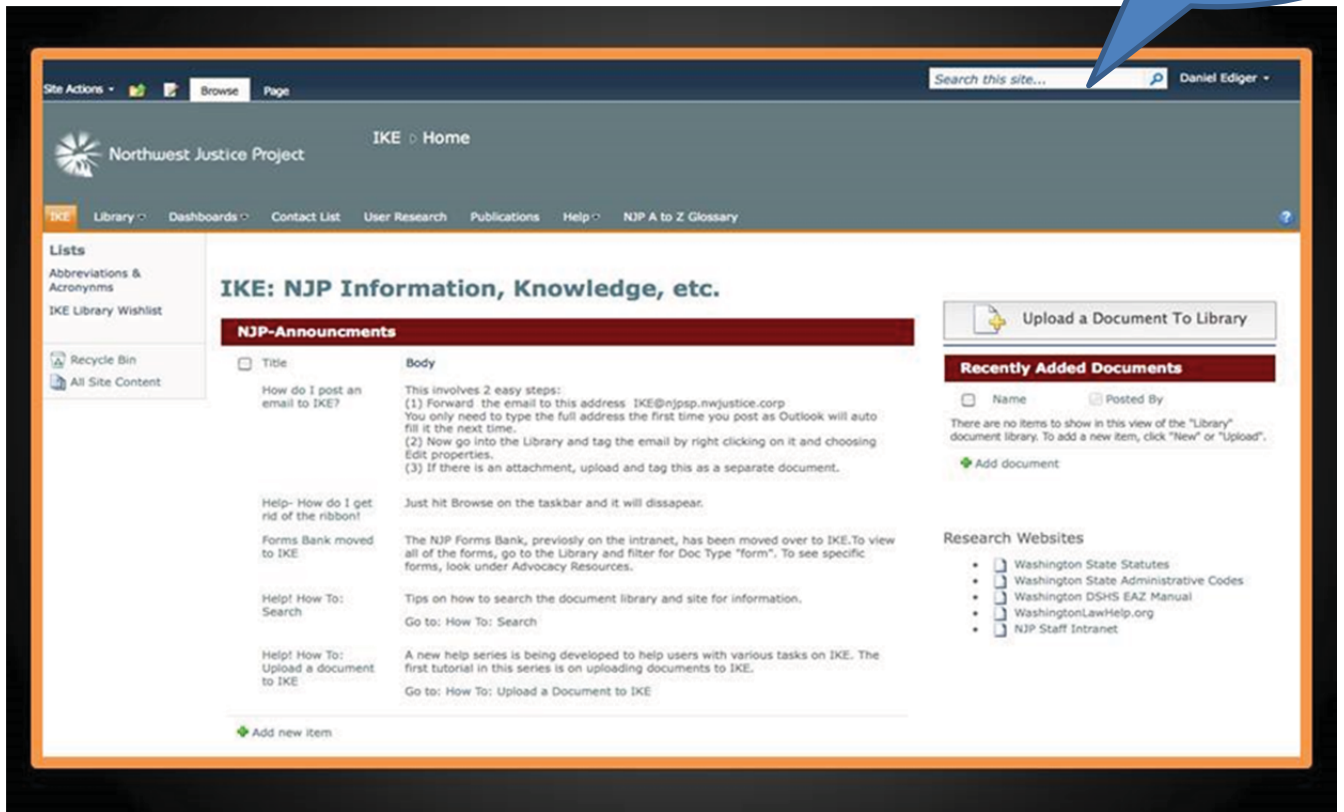 Site Actions
Browse
Page
Search this site...
Daniel Ediger
Northwest Justice Project
IKE
Home
IKE
Library
Dashboards
Contact List
User Research
Publications
Help
NJP A to Z Glossary
Lists
Abbreviations &
Acronynms
IKE Library Wishlist
Recycle Bin
All Site Content
IKE: NJP Information, Knowledge, etc.
NJP-Announcments
Title
Body
How do I post an
email to IKE?
This involves 2 easy steps:
(1) Forward the email to this address IKE@njpsp.nwjustice.corp
You only need to type the full address the first time you post as Outlook will auto
fill it the next time.
(2) Now go into the Library and tag the email by right clicking on it and choosing
Edit properties.
(3) If there is an attachment, upload and tag this as a separate document.
Help- How do I get
rid of the ribbon!
Just hit Browse on the taskbar and it will dissapear.
Forms Bank moved
to IKE
The NJP Forms Bank, previosly on the intranet, has been moved over to IKE.To view
all of the forms, go to the Library and filter for Doc Type "form". To see specific
forms, look under Advocacy Resources.
Help! How To:
Search
Tips on how to search the document library and site for information.
Go to: How To: Search
Help! How To:
Upload a document
to IKE
A new help series is being developed to help users with various tasks on IKE. The
first tutorial in this series is on uploading documents to IKE.
Go to: How To: Upload a Document to IKE
Add new item
Upload a Document To Library
Recently Added Documents
Name
Posted By
There are no items to show in this view of the "Library"
document library. To add a new item, click "New" or "Upload".
Add document
Research Websites
Washington State Statutes
Washington State Administrative Codes
Washington DSHS EAZ Manual
WashingtonLawHelp.org
NJP Staff Intranet